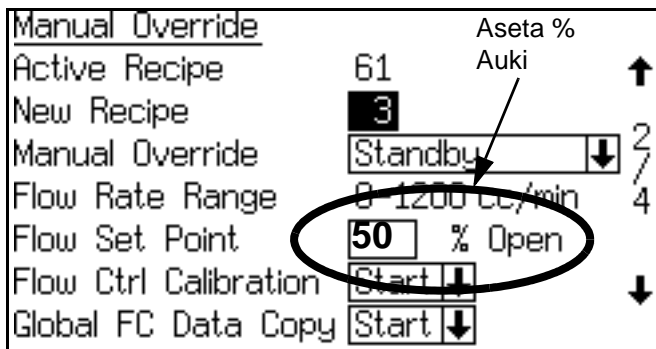 Manual Override
Aseta %
Auki
Active Recipe 61
New Recipe 3
Manual Override Standby
Flow Rate Range 0-1200 cc/min
Flow Set Point 50 % Open
Flow Ctrl Calibration Start
Global FC Data Copy Start
2/4